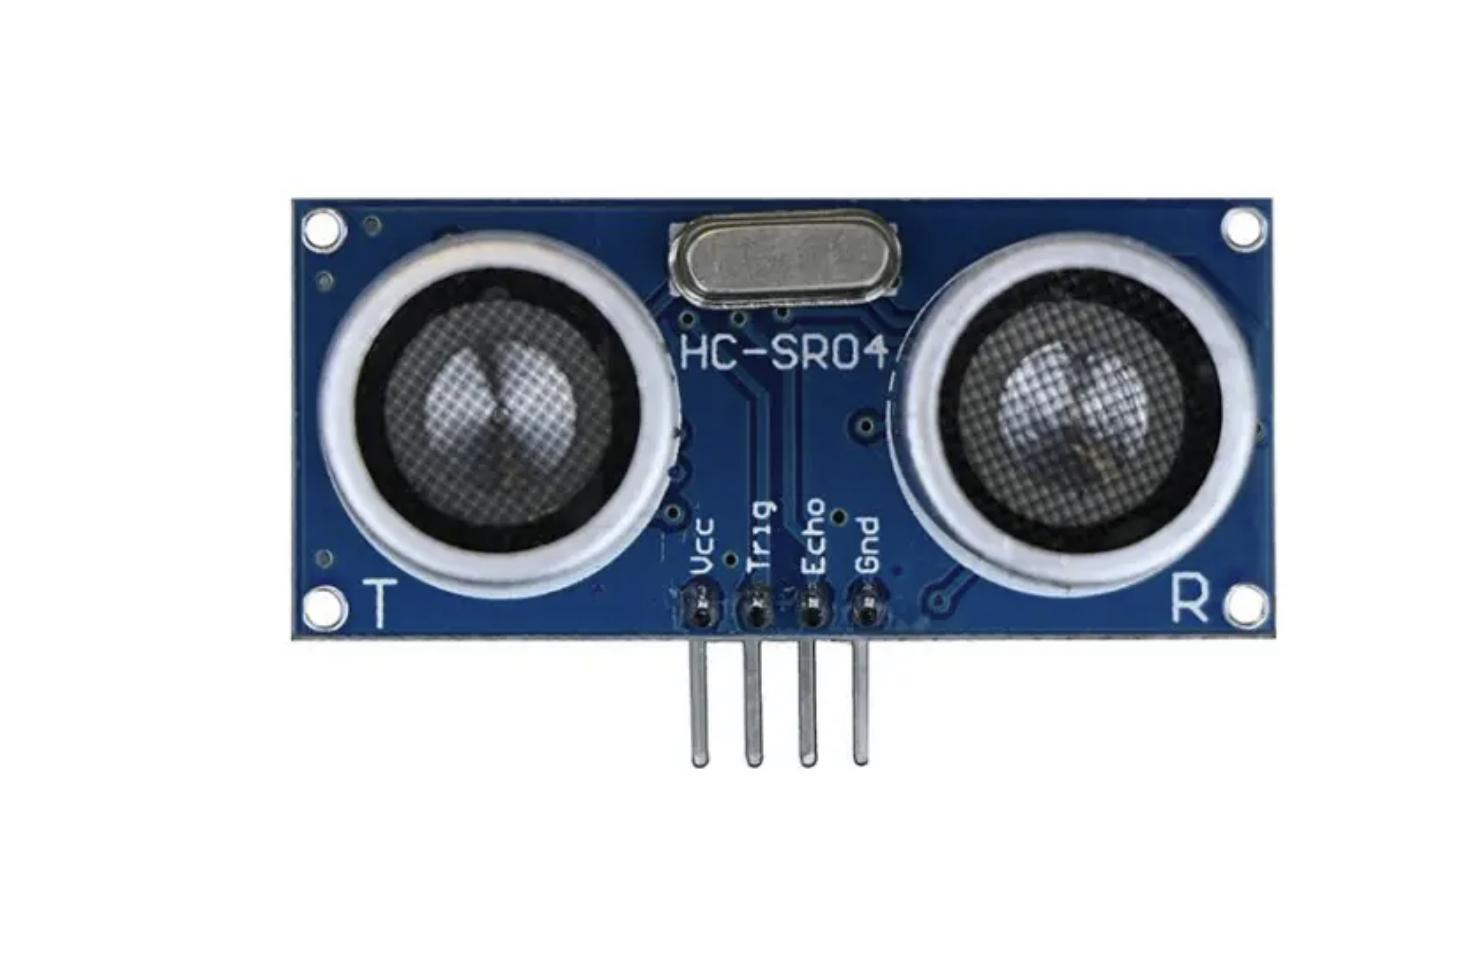 HC-SR04
Vcc
Trig
Echo
Gnd
T
R